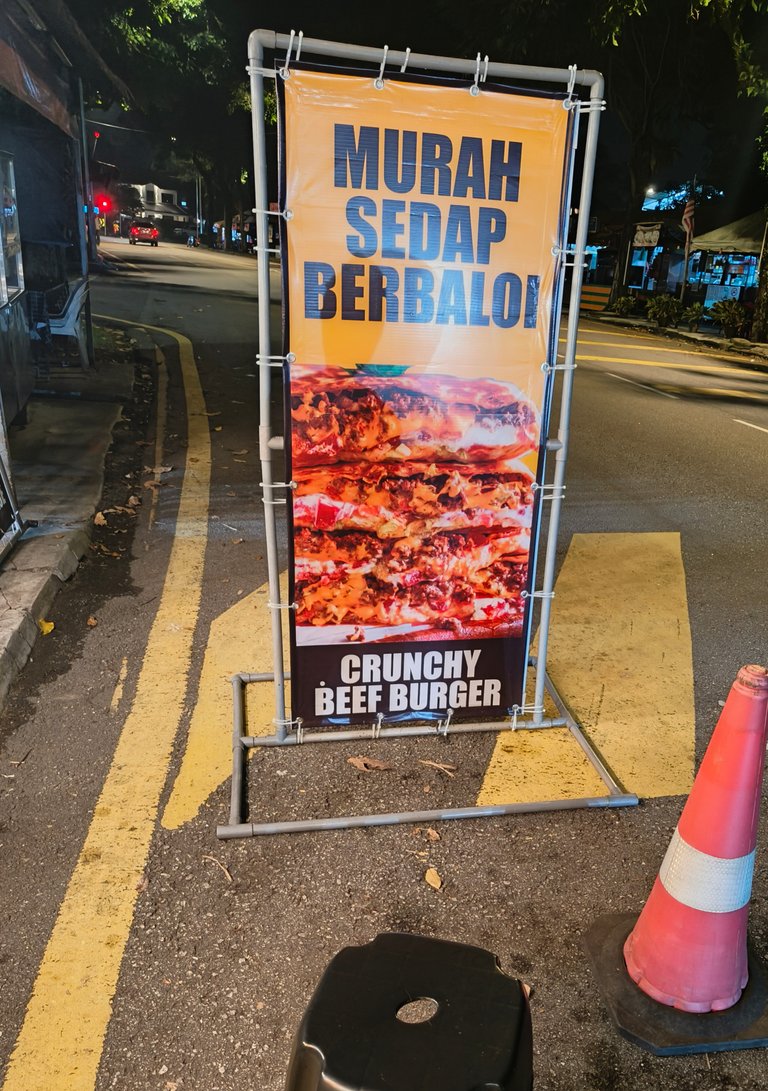 MURAH
SEDAP
BERBALOI
CRUNCHY
BEEF BURGER